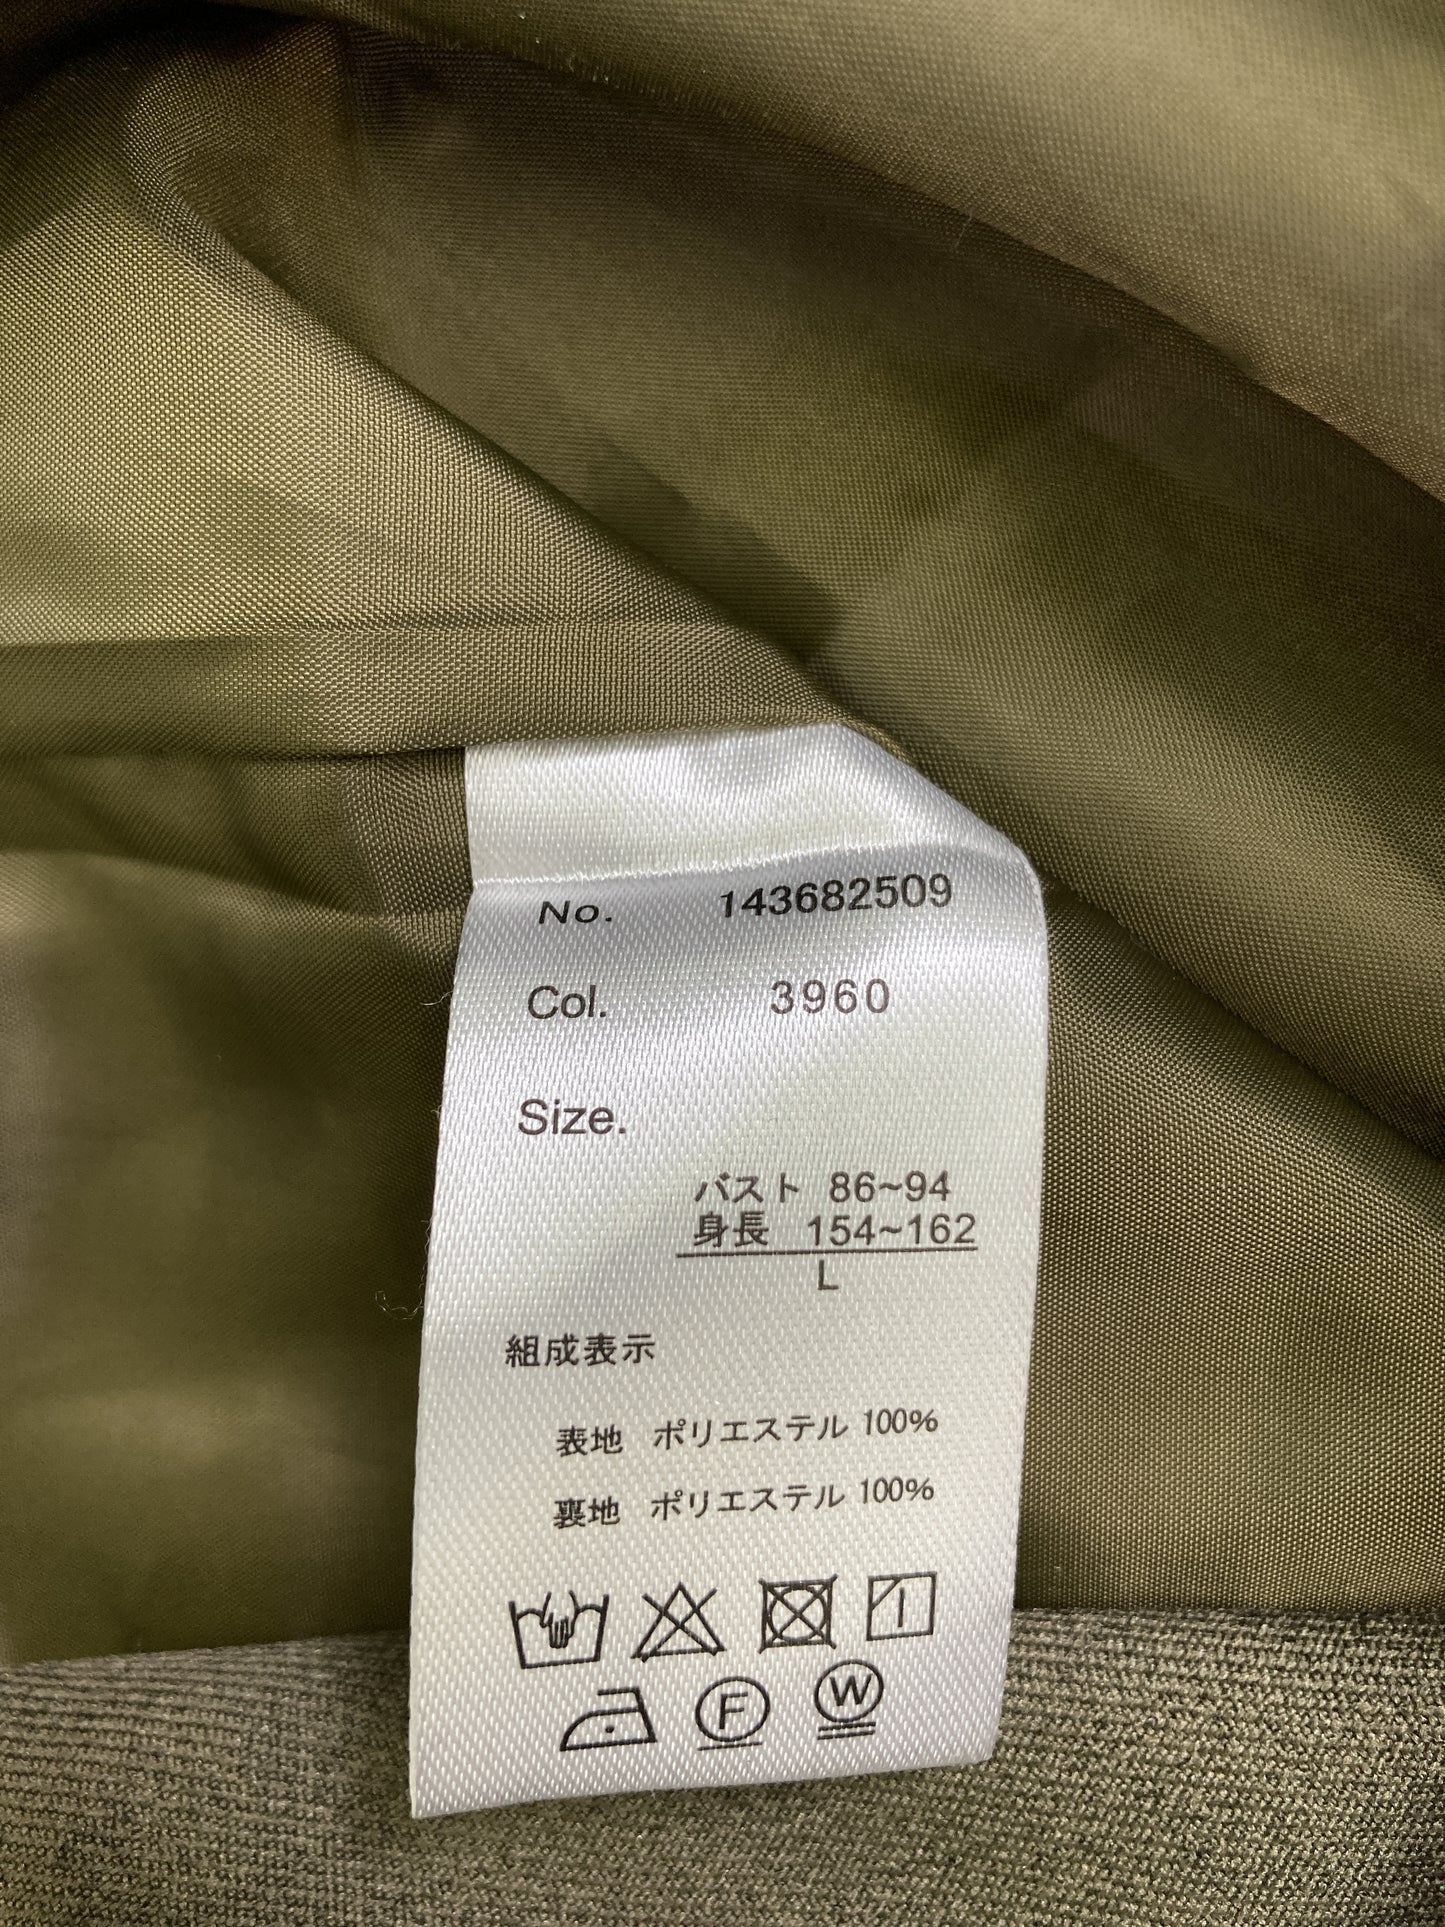 No. 143682509
Col. 3960
Size.
バスト 86~94
身長 154~162
L
組成表示
表地 ポリエステル 100%
裏地 ポリエステル 100%
F W